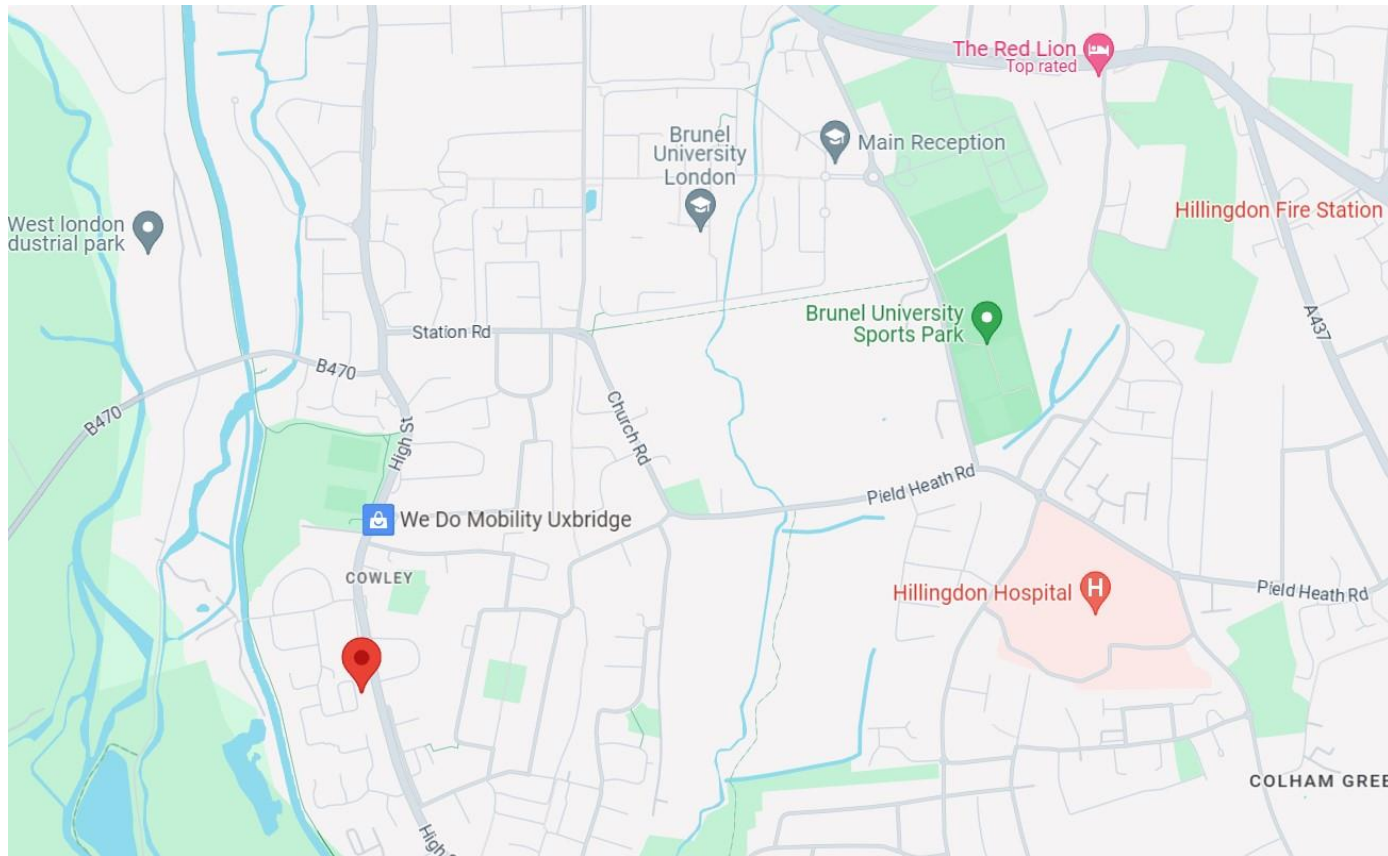 The Red Lion
Top rated
Brunel
University
London
Main Reception
West london
dustrial park
Hillingdon Fire Station
Brunel University
Sports Park
A437
Station Rd
B470
B470
Church Rd
High St
Pield Heath Rd
We Do Mobility Uxbridge
COWLEY
Hillingdon Hospital
H
Pield Heath Rd
COLHAM GREE
High